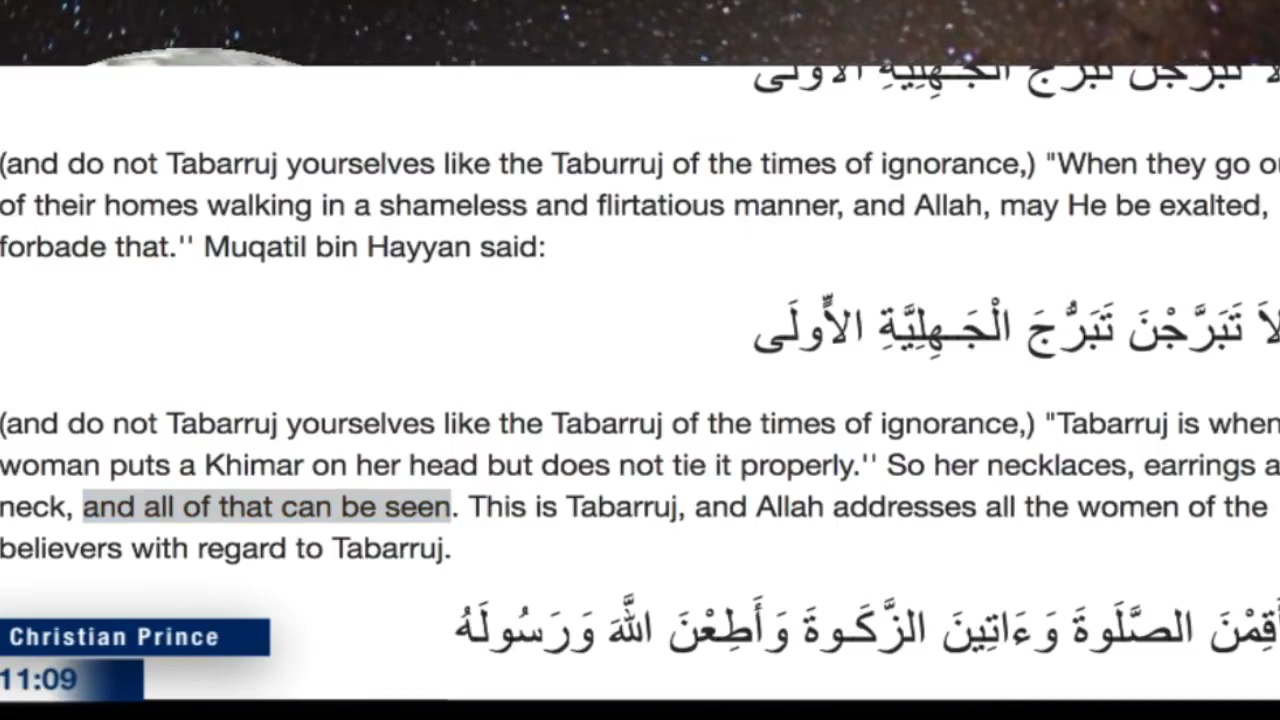 تَبَرَّجْنَ تَبَرُّجَ الْجَـهِلِيَّةِ الاٍّولَى
(and do not Tabarruj yourselves like the Taburruj of the times of ignorance,) "When they go
of their homes walking in a shameless and flirtatious manner, and Allah, may He be exalted,
forbade that.'' Muqatil bin Hayyan said:
لاَ تَبَرَّجْنَ تَبَرُّجَ الْجَـهِلِيَّةِ الاٍّولَى
(and do not Tabarruj yourselves like the Tabarruj of the times of ignorance,) "Tabarruj is when
woman puts a Khimar on her head but does not tie it properly.'' So her necklaces, earrings
neck, and all of that can be seen. This is Tabarruj, and Allah addresses all the women of the
believers with regard to Tabarruj.
أَقِمْنَ الصَّلَوةَ وَءَاتِينَ الزَّكَـوةَ وَأَطِعْنَ اللَّهَ وَرَسُولَهُ
Christian Prince
11:09